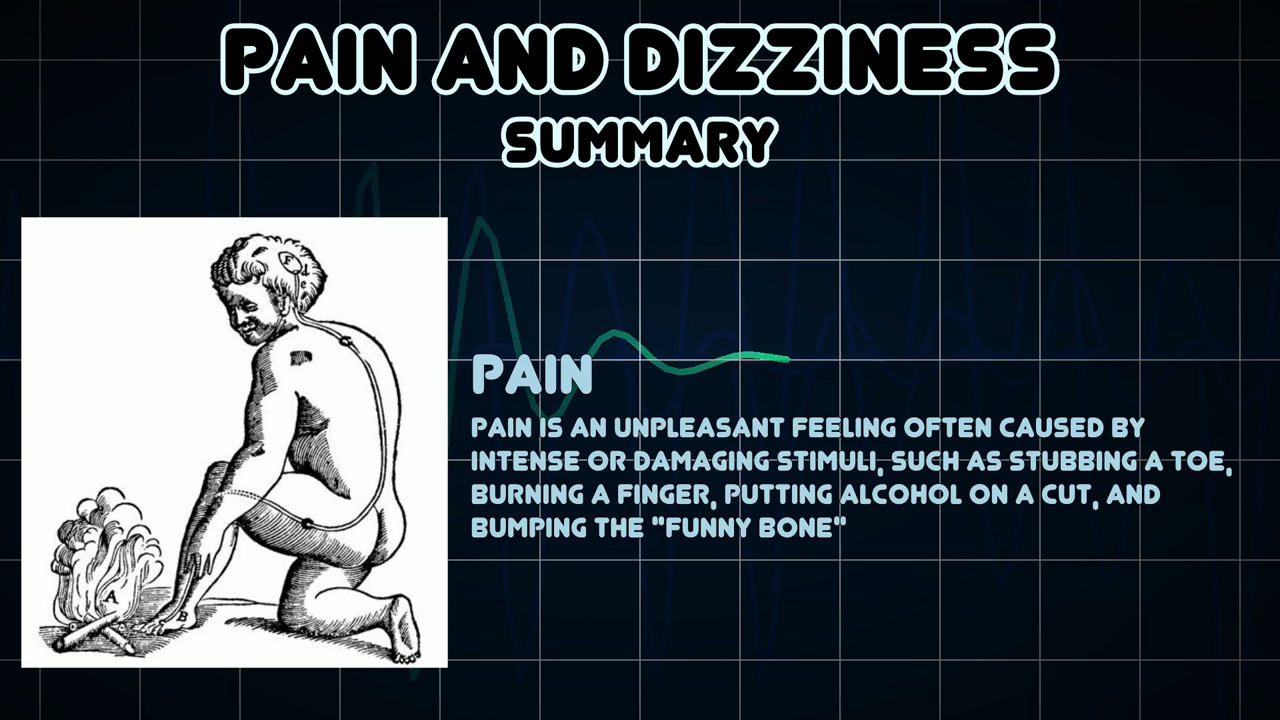 PAIN AND DIZZINESS
SUMMARY
PAIN
PAIN IS AN UNPLEASANT FEELING OFTEN CAUSED BY
INTENSE OR DAMAGING STIMULI, SUCH AS STUBBING A TOE,
BURNING A FINGER, PUTTING ALCOHOL ON A CUT, AND
BUMPING THE "FUNNY BONE"
A
B